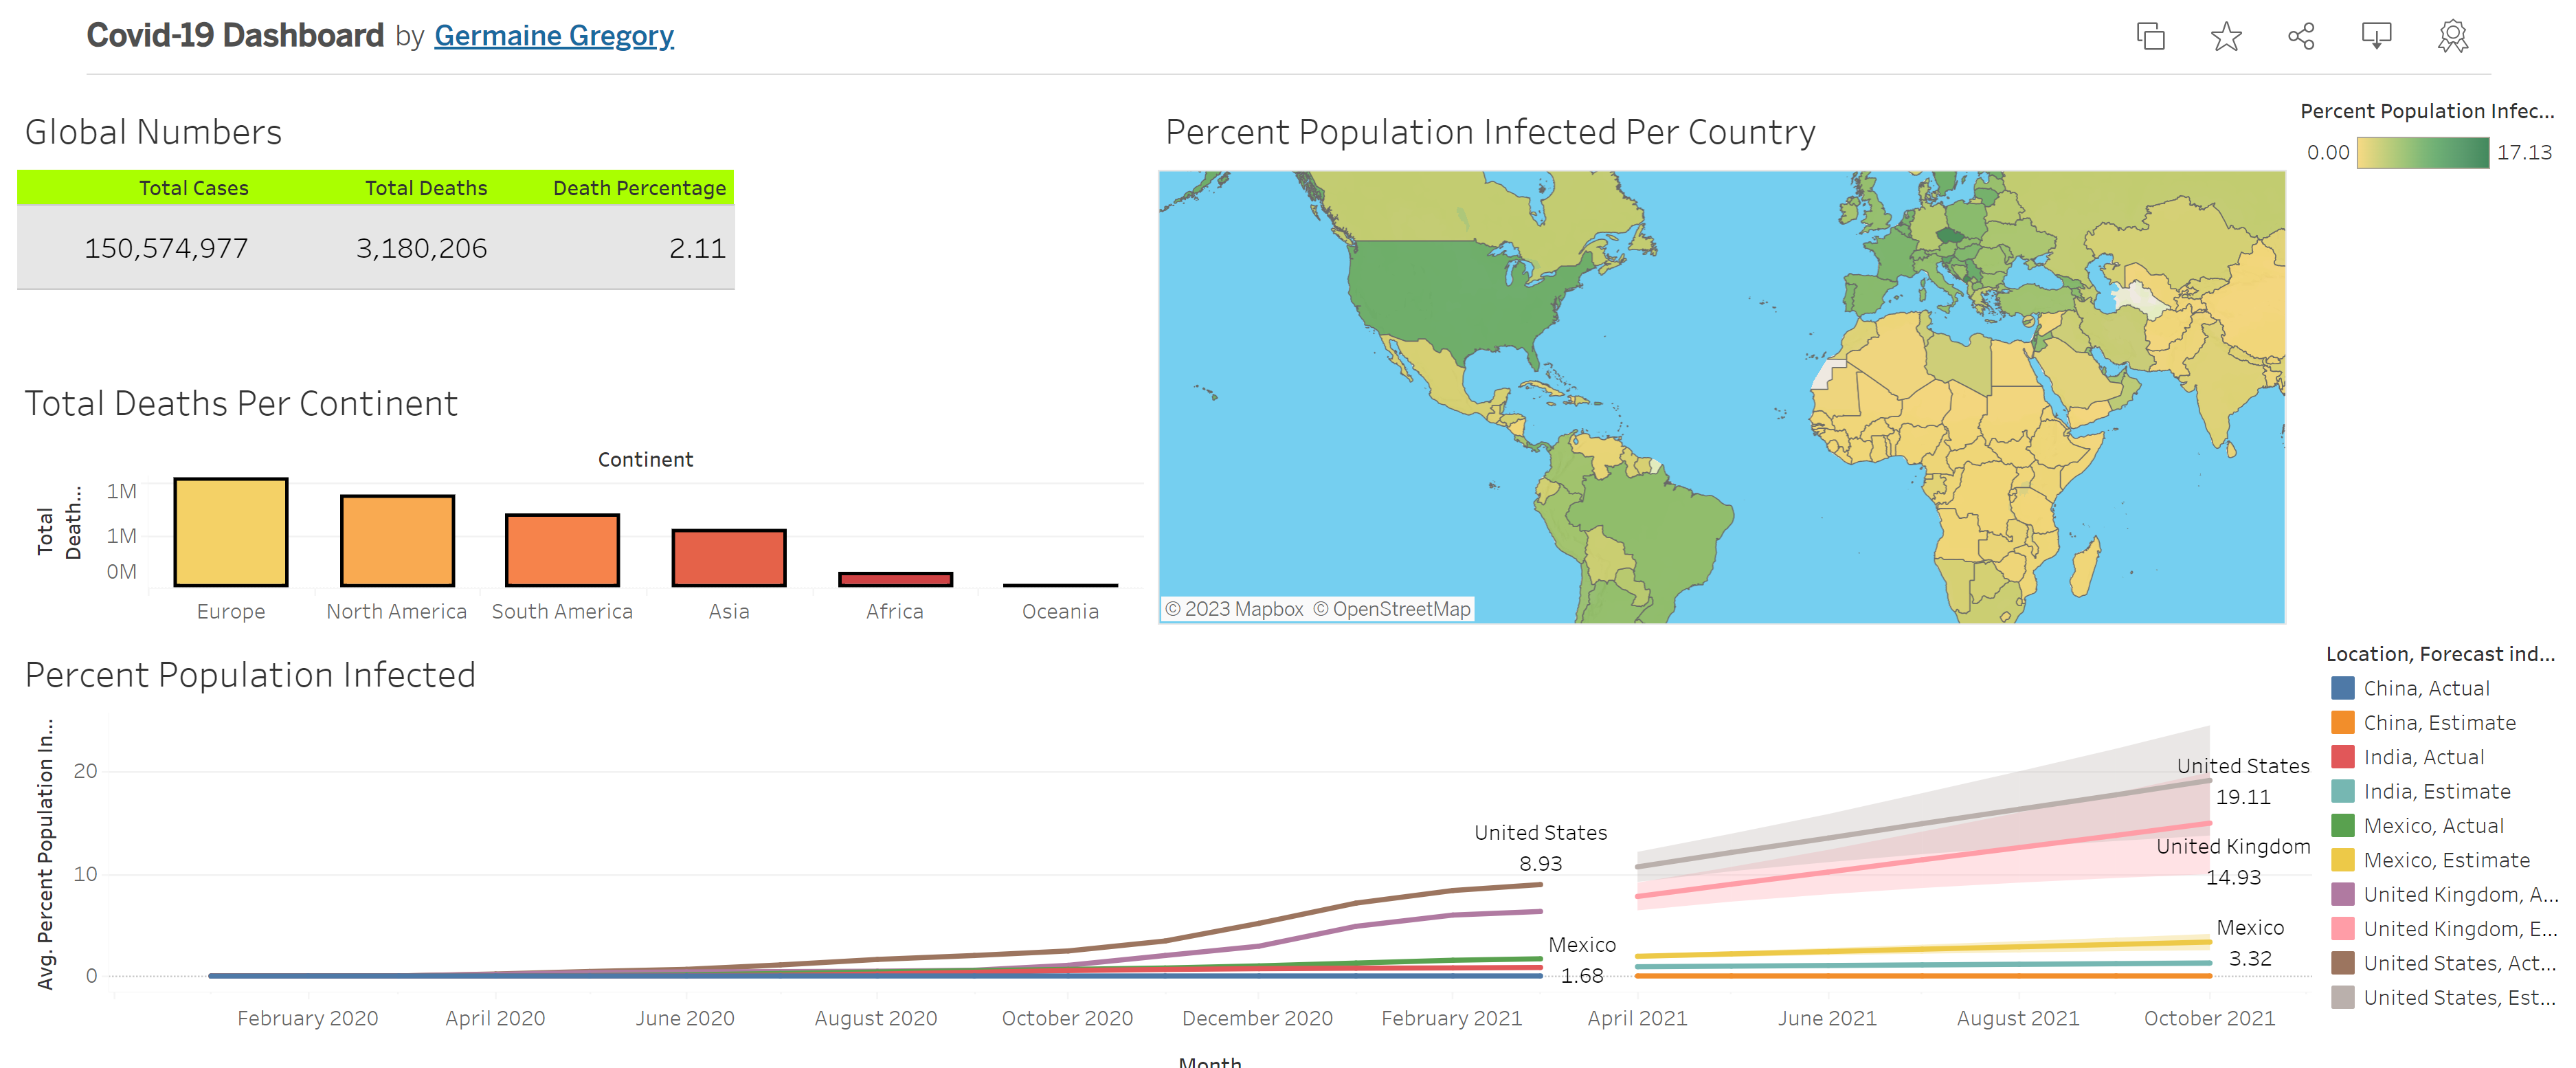 Covid-19 Dashboard by Germaine Gregory
Global Numbers
Total Cases Total Deaths Death Percentage
150,574,977 3,180,206 2.11
Total Deaths Per Continent
Continent
Total
Death...
1M
1M
0M
Europe North America South America Asia Africa Oceania
Percent Population Infected Per Country
© 2023 Mapbox © OpenStreetMap
Percent Population Infec...
0.00 17.13
Percent Population Infected
Avg. Percent Population In...
20
10
0
United States
8.93
Mexico
1.68
United States
19.11
United Kingdom
14.93
Mexico
3.32
February 2020 April 2020 June 2020 August 2020 October 2020 December 2020 February 2021 April 2021 June 2021 August 2021 October 2021
Month
Location, Forecast ind...
China, Actual
China, Estimate
India, Actual
India, Estimate
Mexico, Actual
Mexico, Estimate
United Kingdom, A...
United Kingdom, E...
United States, Act...
United States, Est...